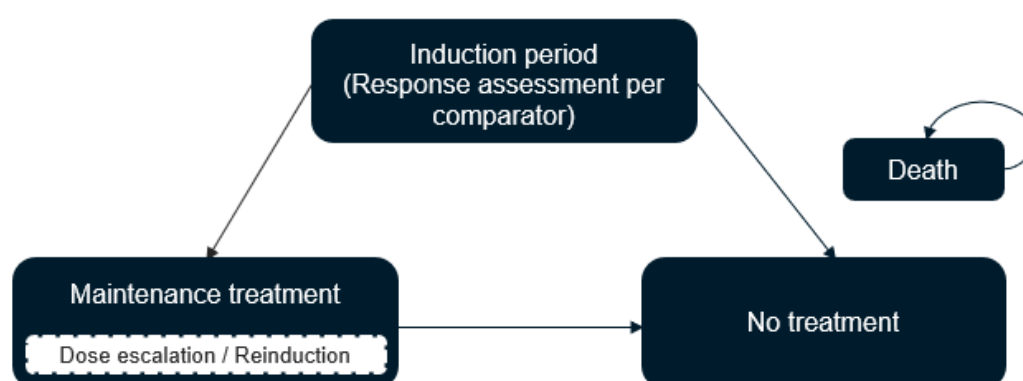 Induction period
(Response assessment per
comparator)
Death
Maintenance treatment
No treatment
Dose escalation / Reinduction